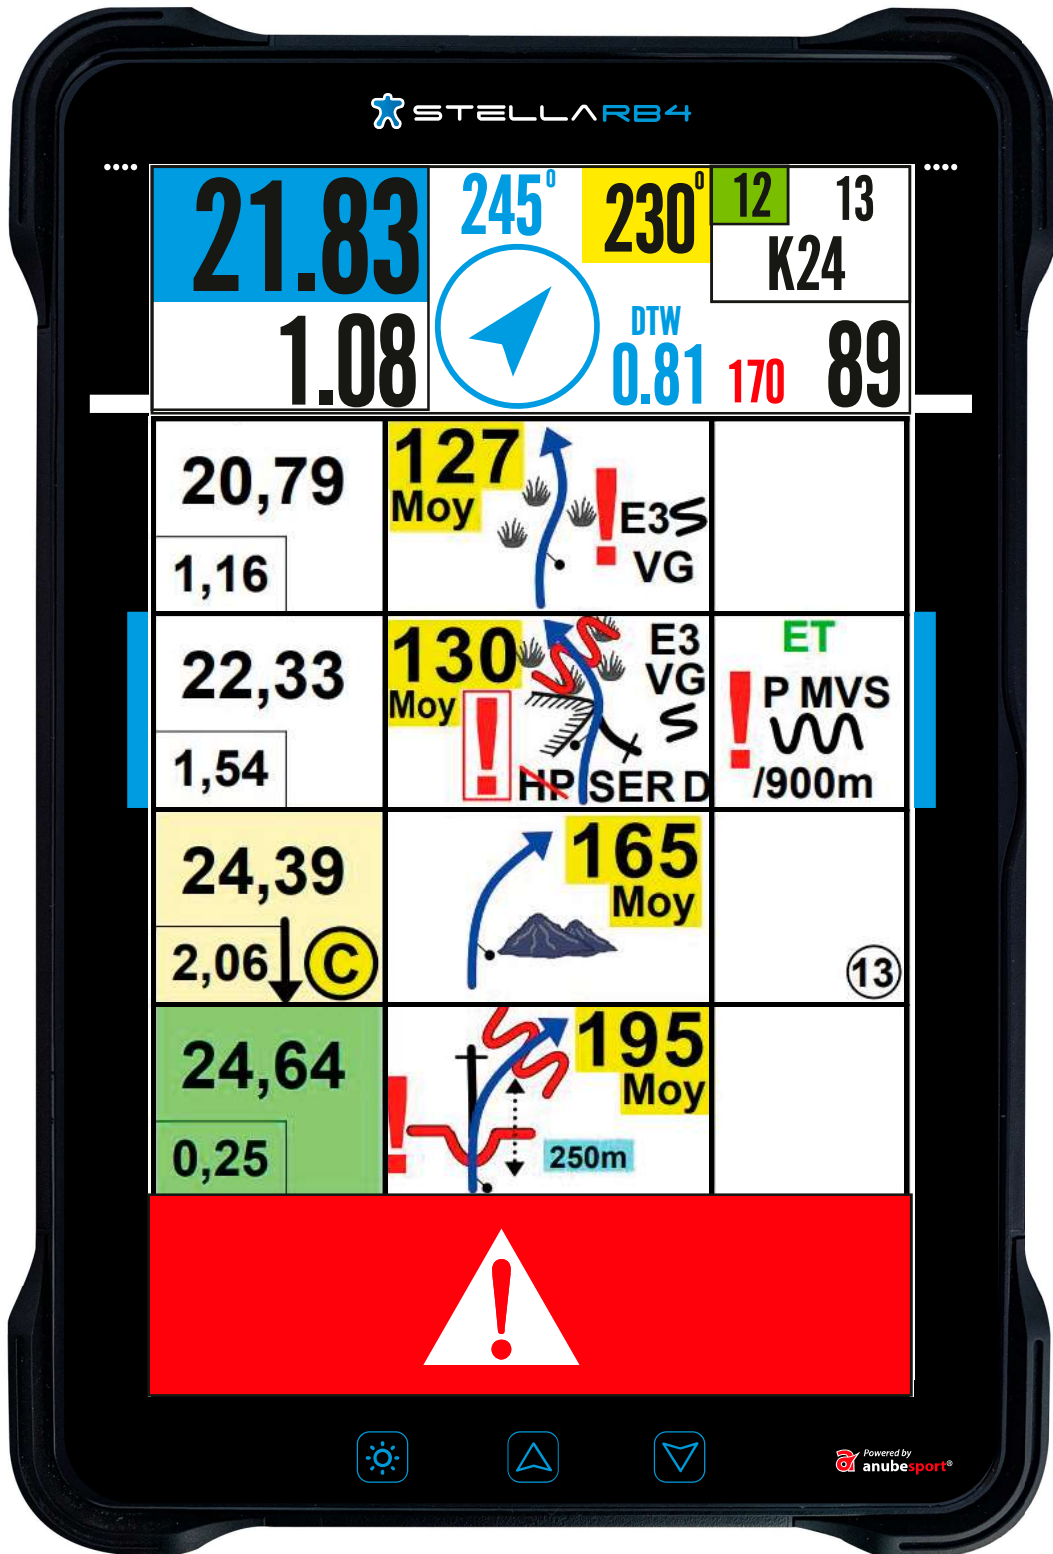 STELLA RB4
21.83
245°
230°
12
13
K24
1.08
DTW
0.81
170
89
20,79
1,16
127
Moy
!
E3
VG
22,33
1,54
130
Moy
!
E3
VG
HP SER D
ET
! P MVS
/900m
24,39
2,06
C
165
Moy
13
24,64
0,25
!
195
Moy
250m
!
Powered by
anubesport®